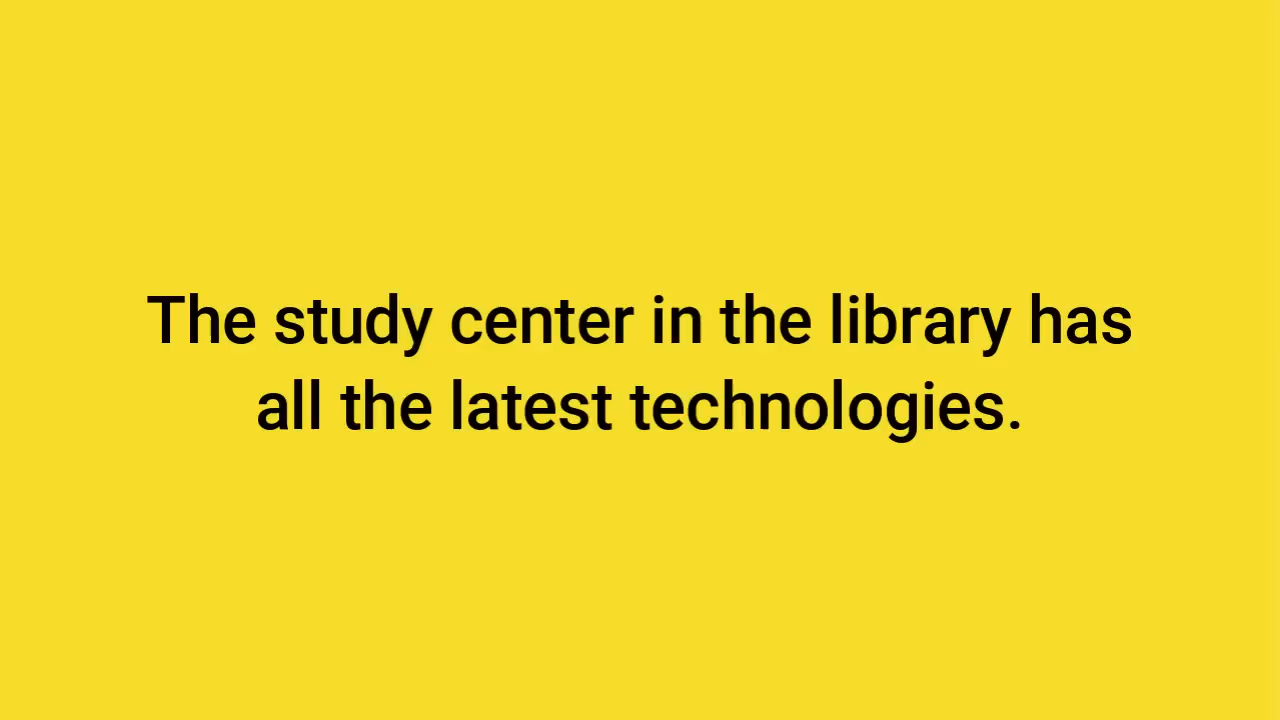 The study center in the library has
all the latest technologies.